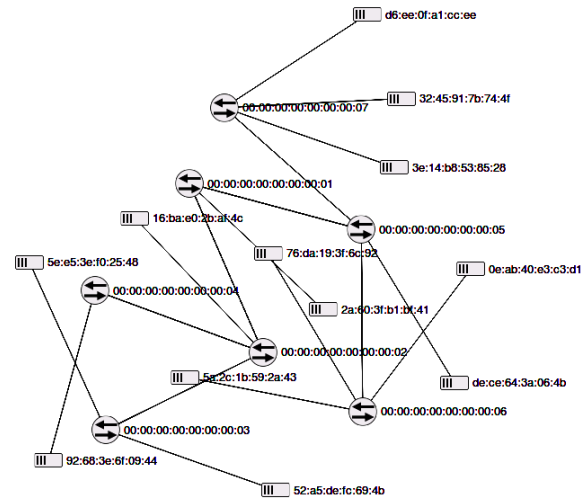 d6:ee:0f:a1:cc:ee
32:45:91:7b:74:4f
00:00:00:00:00:00:00:07
3e:14:b8:53:85:28
00:00:00:00:00:00:00:01
16:ba:e0:2b:af:4c
00:00:00:00:00:00:00:05
76:da:19:3f:6c:92
5e:e5:3e:f0:25:48
0e:ab:40:e3:c3:d1
00:00:00:00:00:00:00:04
2a:60:3f:b1:bf:41
00:00:00:00:00:00:00:02
5a:2c:1b:59:2a:43
de:ce:64:3a:06:4b
00:00:00:00:00:00:00:06
00:00:00:00:00:00:00:03
92:68:3e:6f:09:44
52:a5:de:fc:69:4b